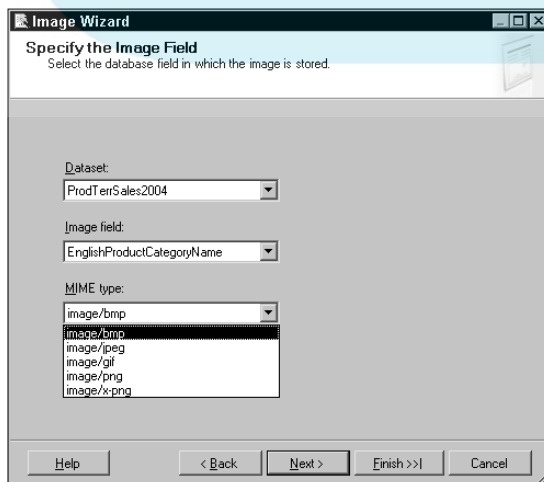 Image Wizard
Specify the Image Field
Select the database field in which the image is stored.
Dataset:
ProdTerrSales2004
Image field:
EnglishProductCategoryName
MIME type:
image/bmp
image/bmp
image/jpeg
image/gif
image/png
image/x-png
Help
< Back
Next >
Finish >>|
Cancel